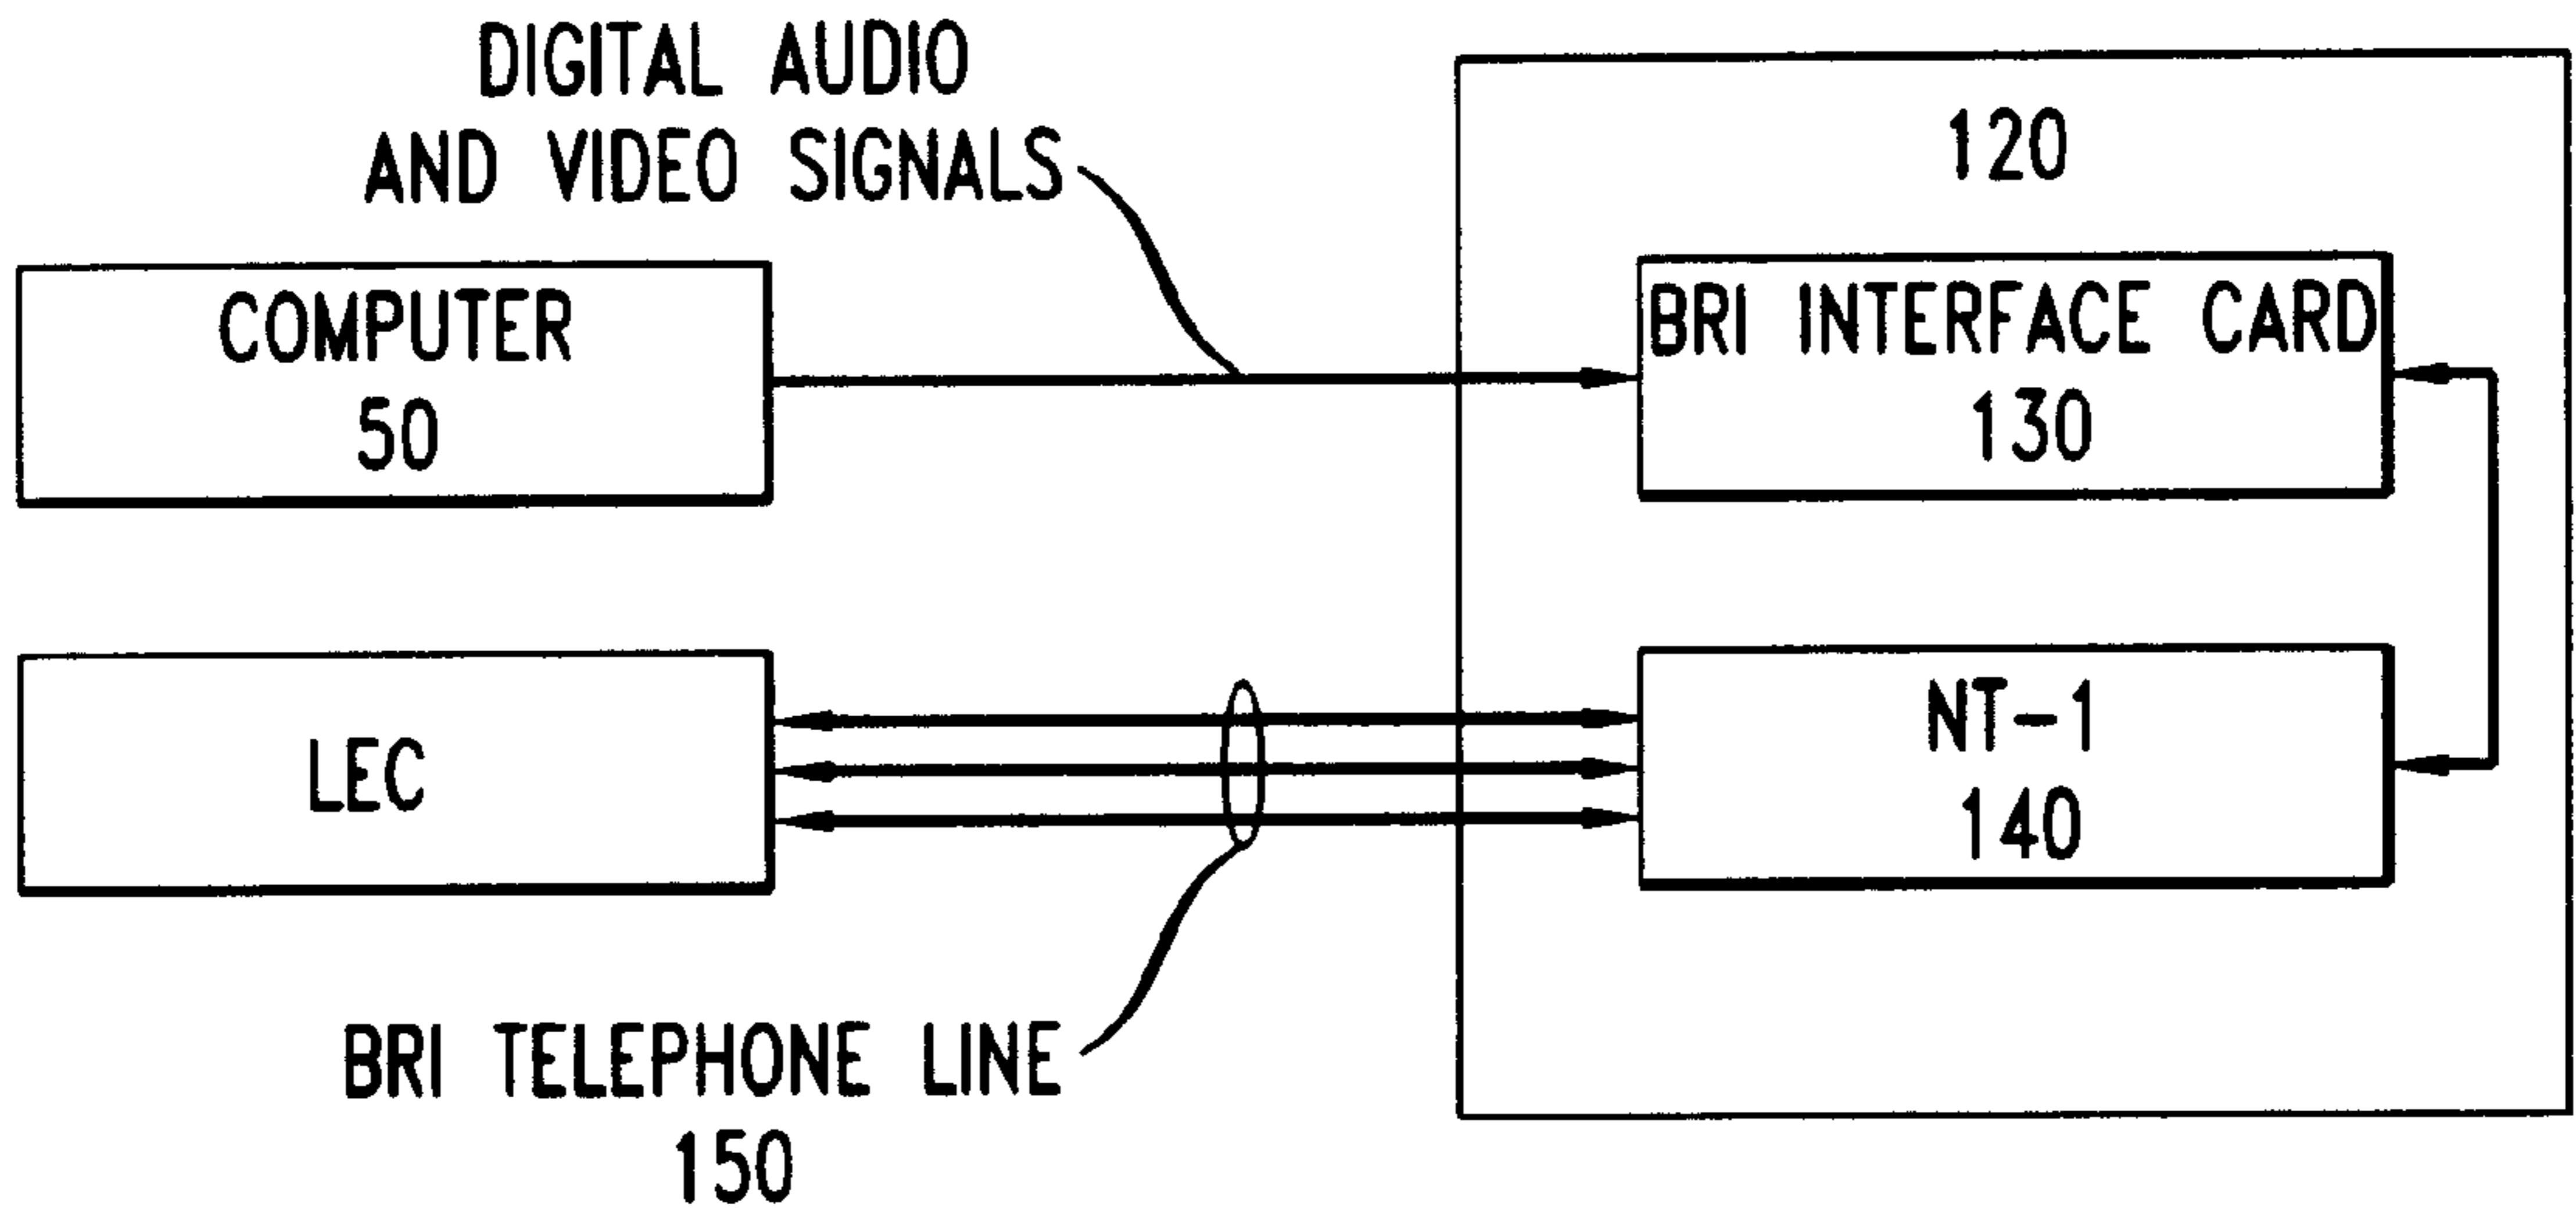 DIGITAL AUDIO
AND VIDEO SIGNALS
120
COMPUTER
50
BRI INTERFACE CARD
130
LEC
NT-1
140
BRI TELEPHONE LINE
150